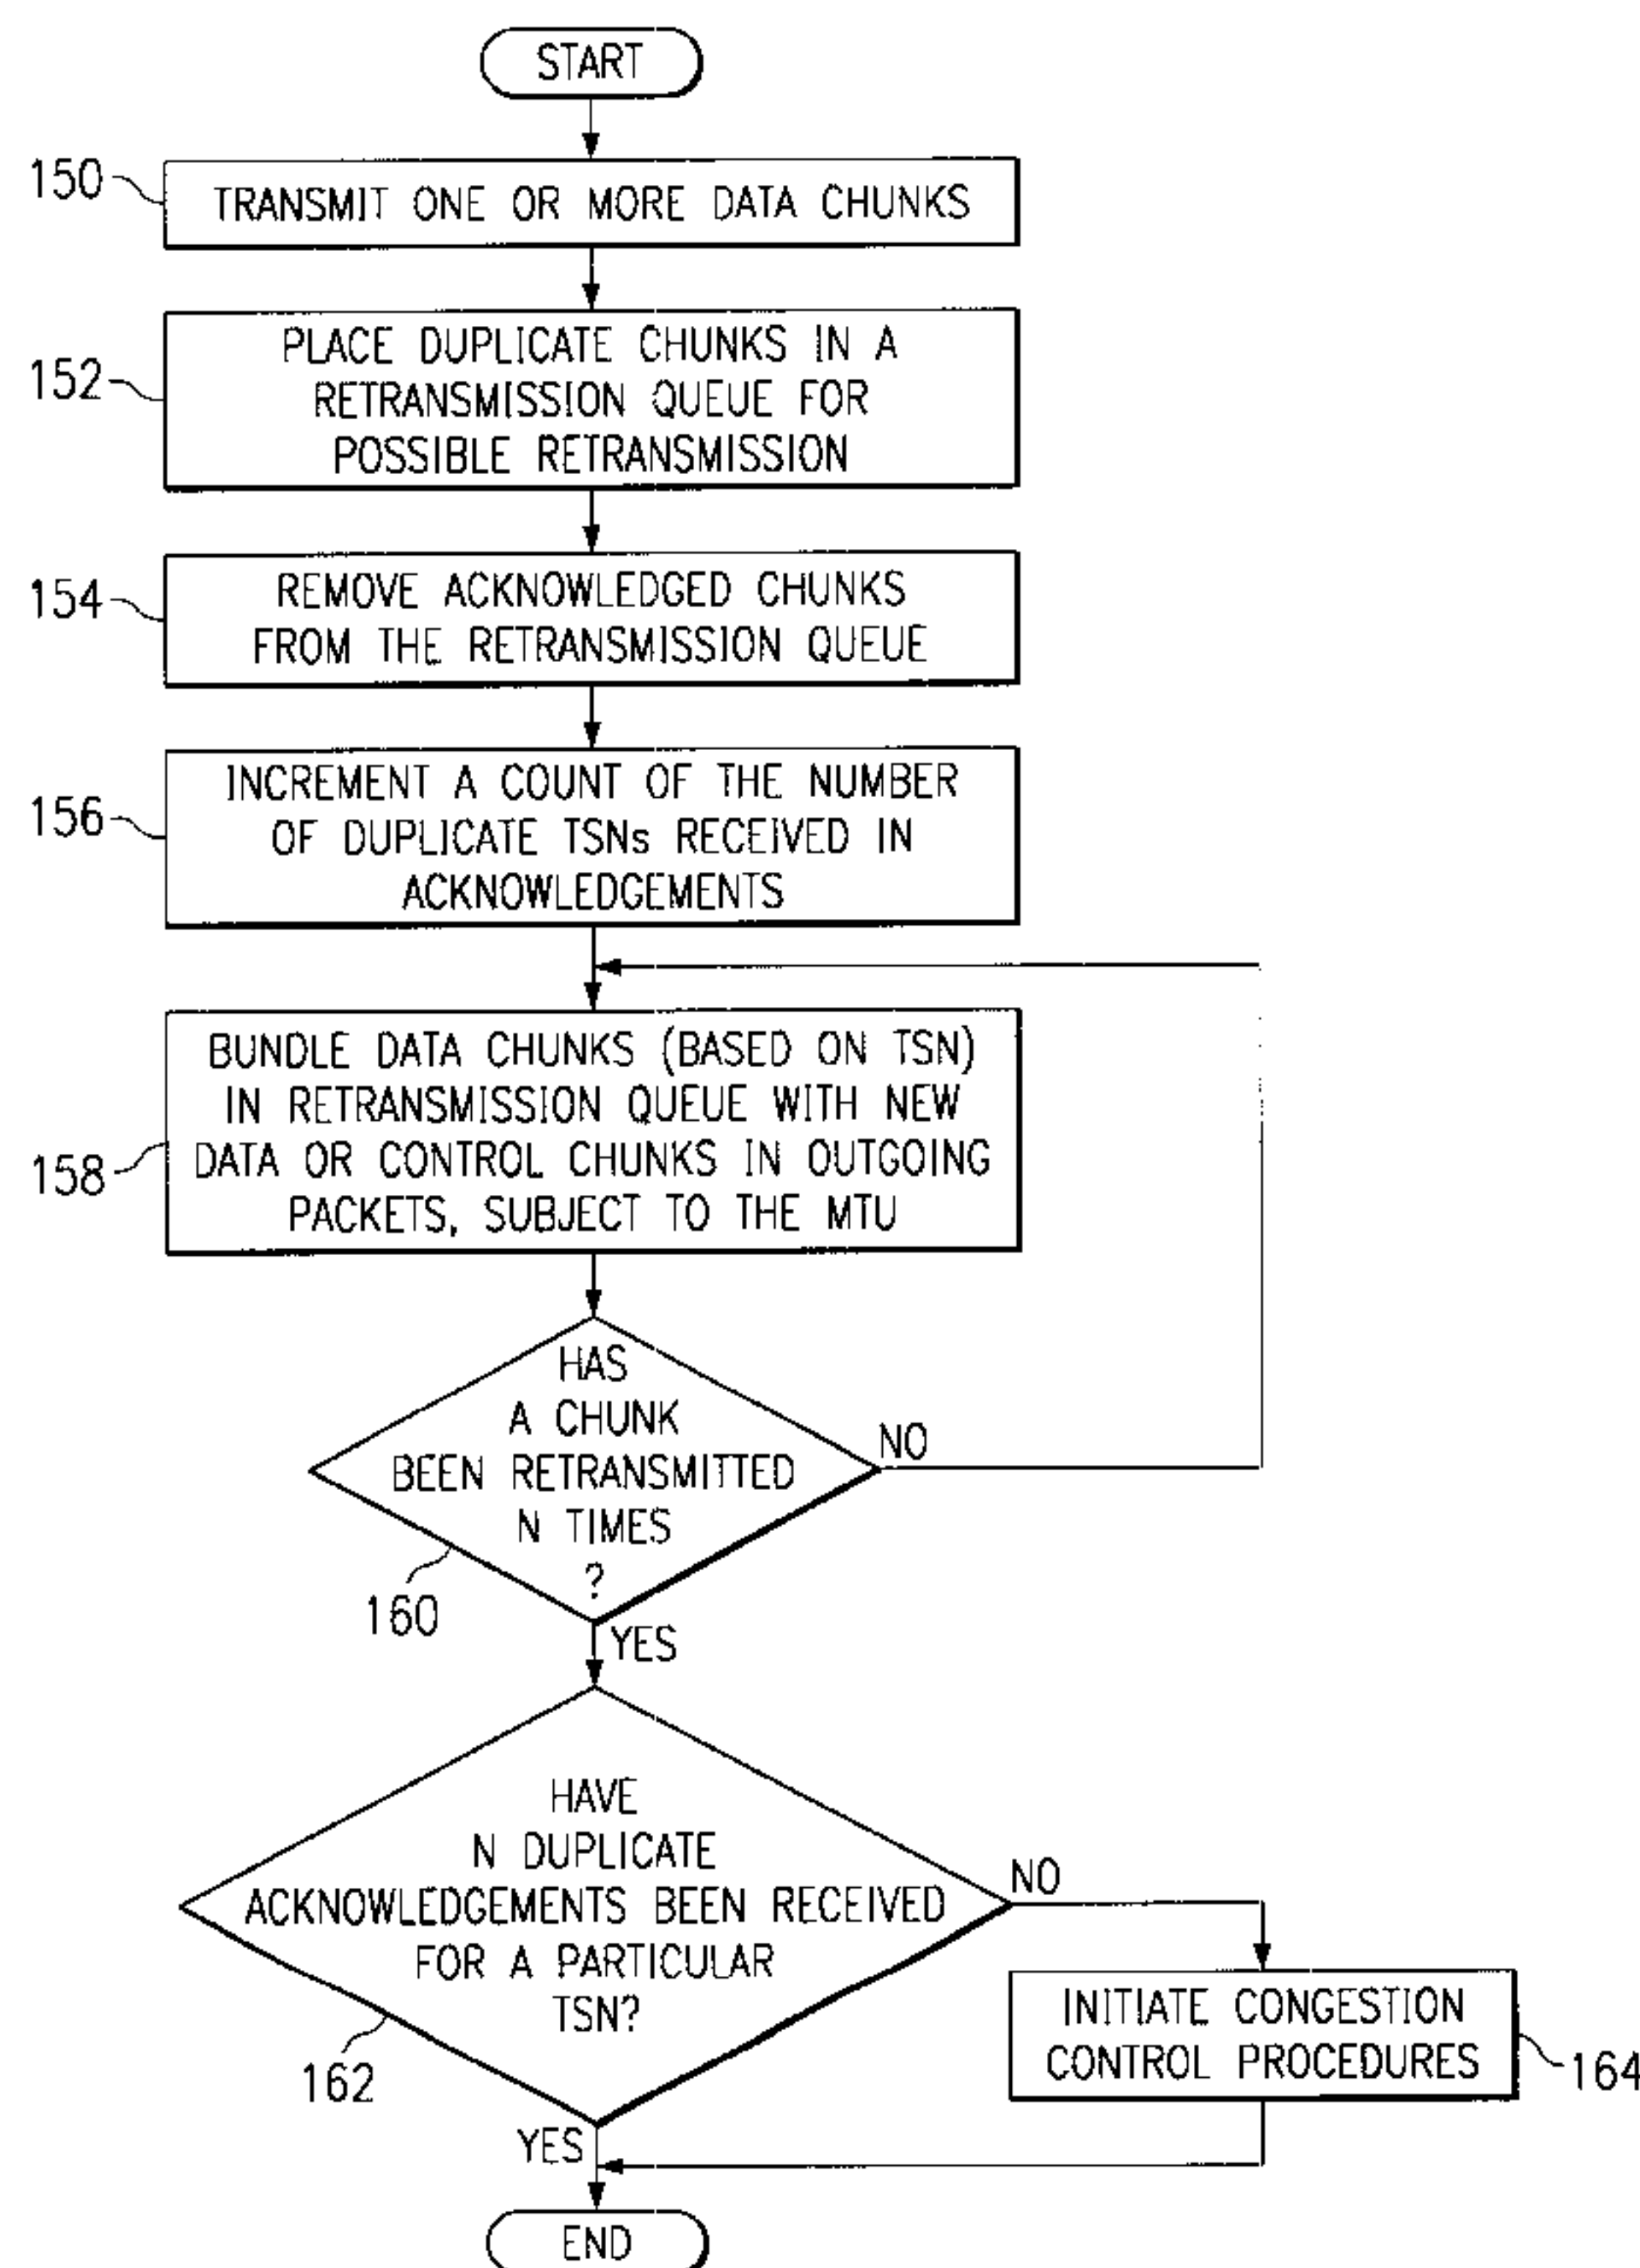 START
150
TRANSMIT ONE OR MORE DATA CHUNKS
152
PLACE DUPLICATE CHUNKS IN A
RETRANSMISSION QUEUE FOR
POSSIBLE RETRANSMISSION
154
REMOVE ACKNOWLEDGED CHUNKS
FROM THE RETRANSMISSION QUEUE
156
INCREMENT A COUNT OF THE NUMBER
OF DUPLICATE TSNs RECEIVED IN
ACKNOWLEDGEMENTS
158
BUNDLE DATA CHUNKS (BASED ON TSN)
IN RETRANSMISSION QUEUE WITH NEW
DATA OR CONTROL CHUNKS IN OUTGOING
PACKETS, SUBJECT TO THE MTU
HAS
A CHUNK
BEEN RETRANSMITTED
N TIMES
?
NO
160
YES
HAVE
N DUPLICATE
ACKNOWLEDGEMENTS BEEN RECEIVED
FOR A PARTICULAR
TSN?
NO
162
INITIATE CONGESTION
CONTROL PROCEDURES
164
YES
END